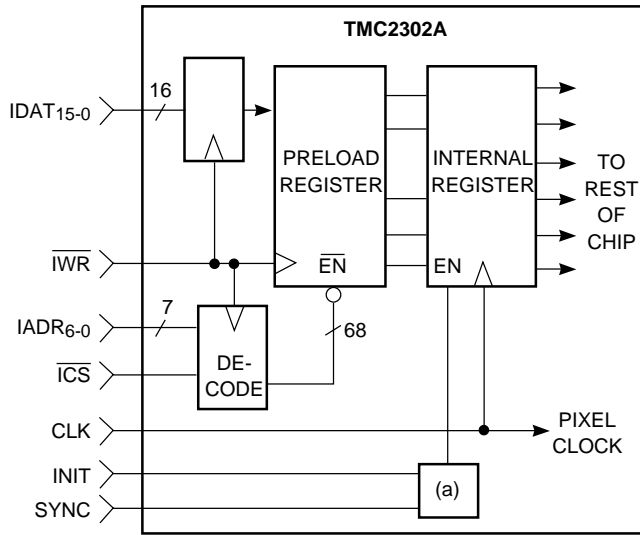 TMC2302A
IDAT15-0
16
PRELOAD
REGISTER
INTERNAL
REGISTER
TO
REST
OF
CHIP
IWR
EN
EN
IADR6-0
7
DE-
CODE
68
ICS
CLK
PIXEL
CLOCK
INIT
(a)
SYNC